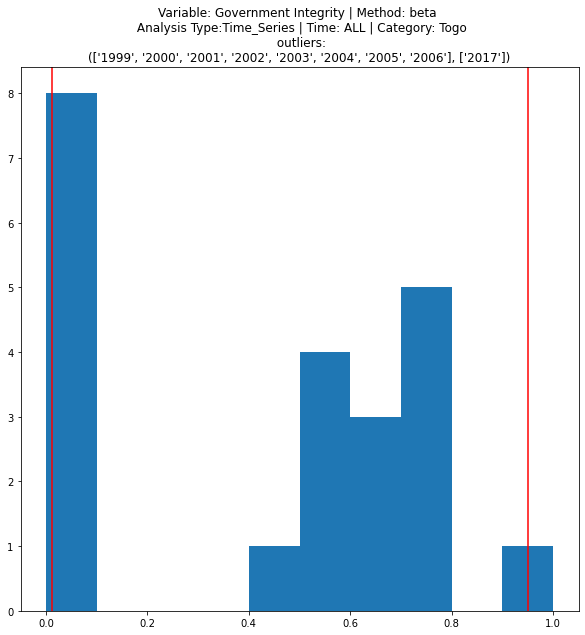 Variable: Government Integrity | Method: beta
Analysis Type:Time_Series | Time: ALL | Category: Togo
outliers:
(['1999', '2000', '2001', '2002', '2003', '2004', '2005', '2006'], ['2017'])
8
7
6
5
4
3
2
1
0
0.0 0.2 0.4 0.6 0.8 1.0